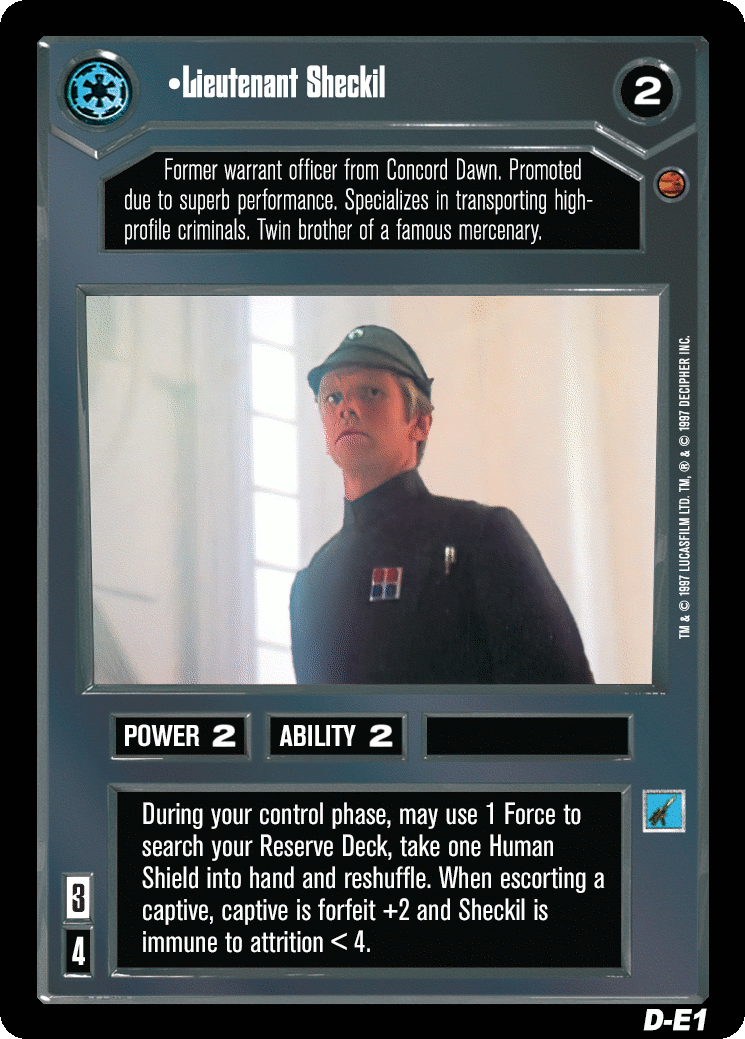 •Lieutenant Sheckil
2
Former warrant officer from Concord Dawn. Promoted
due to superb performance. Specializes in transporting high-
profile criminals. Twin brother of a famous mercenary.
TM & © 1997 LUCASFILM LTD. TM, ® & © 1997 DECIPHER INC.
POWER 2
ABILITY 2
During your control phase, may use 1 Force to
search your Reserve Deck, take one Human
Shield into hand and reshuffle. When escorting a
captive, captive is forfeit +2 and Sheckil is
immune to attrition < 4.
3
4
D-E1